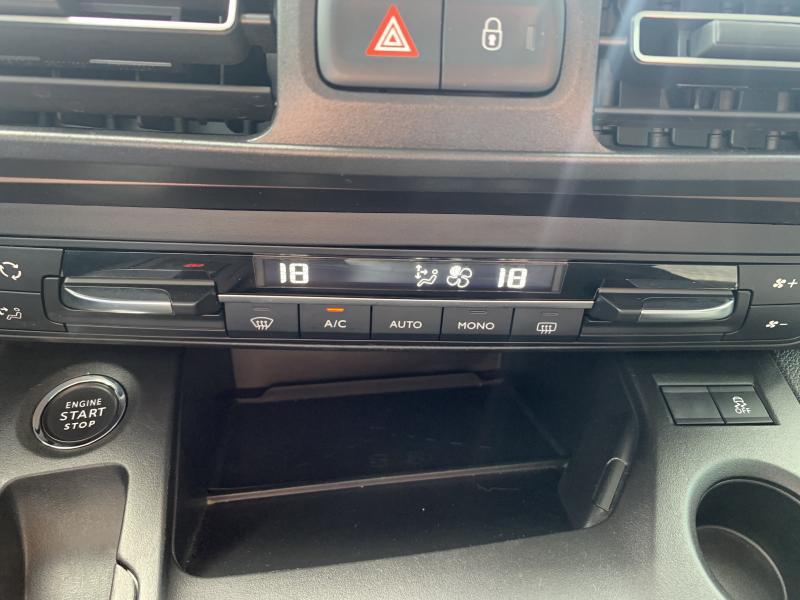 18 18
A/C AUTO MONO
ENGINE
START
STOP
OFF